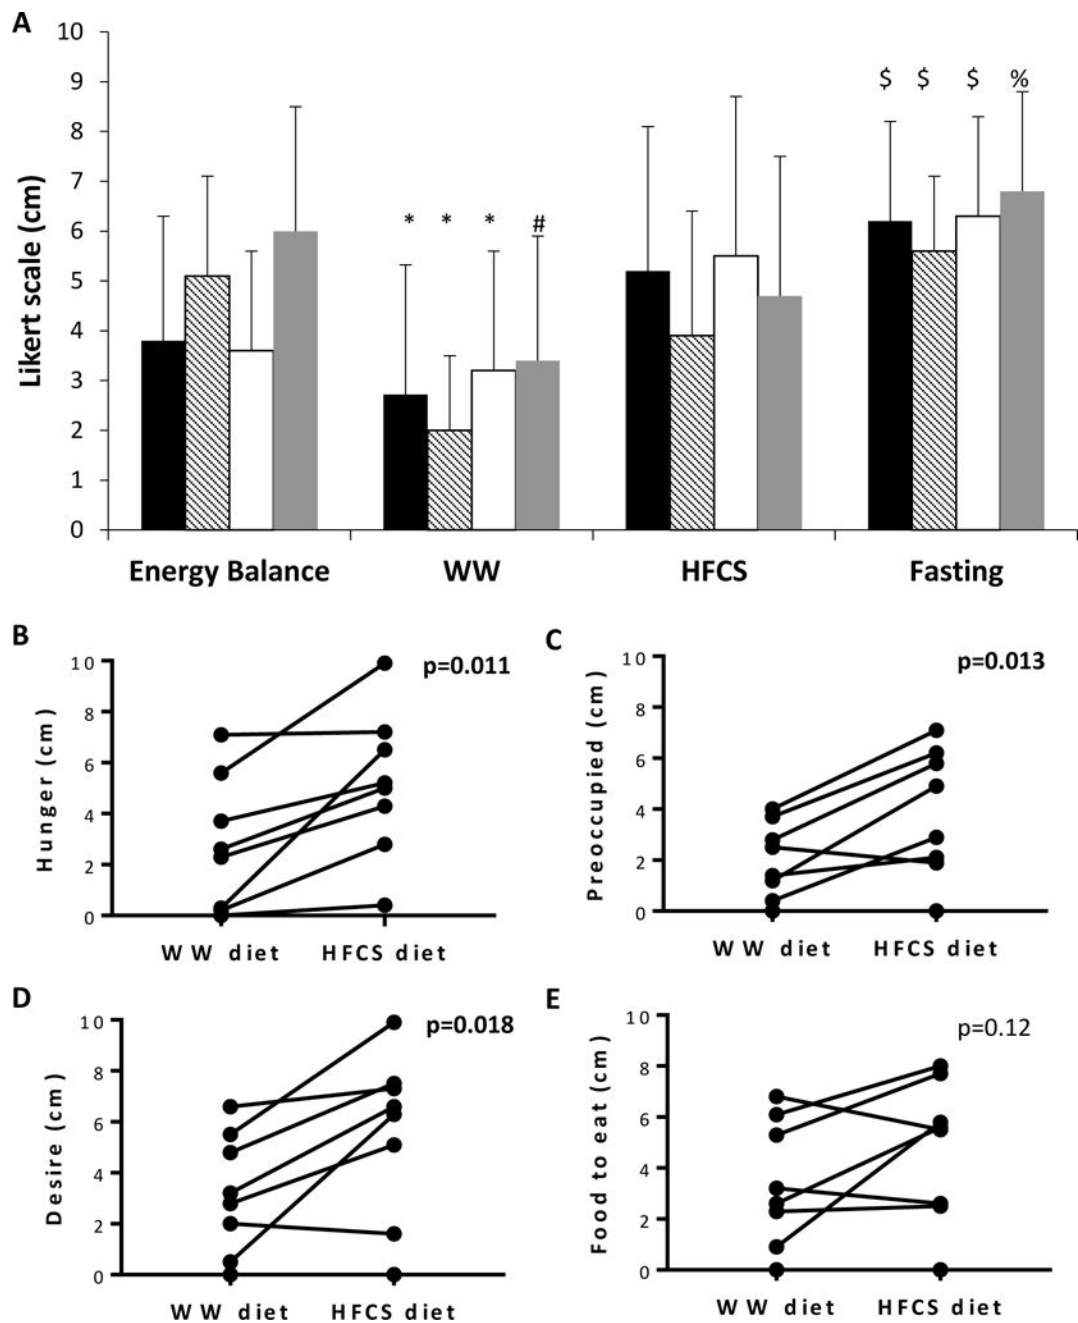 A
10
9
8
7
6
5
4
3
2
1
0
Likert scale (cm)
* * * #
$ $ $ %
Energy Balance WW HFCS Fasting
B
10
8
6
4
2
0
Hunger (cm)
p=0.011
WW diet HFCS diet
C
10
8
6
4
2
0
Preoccupied (cm)
p=0.013
WW diet HFCS diet
D
10
8
6
4
2
0
Desire (cm)
p=0.018
WW diet HFCS diet
E
10
8
6
4
2
0
Food to eat (cm)
p=0.12
WW diet HFCS diet